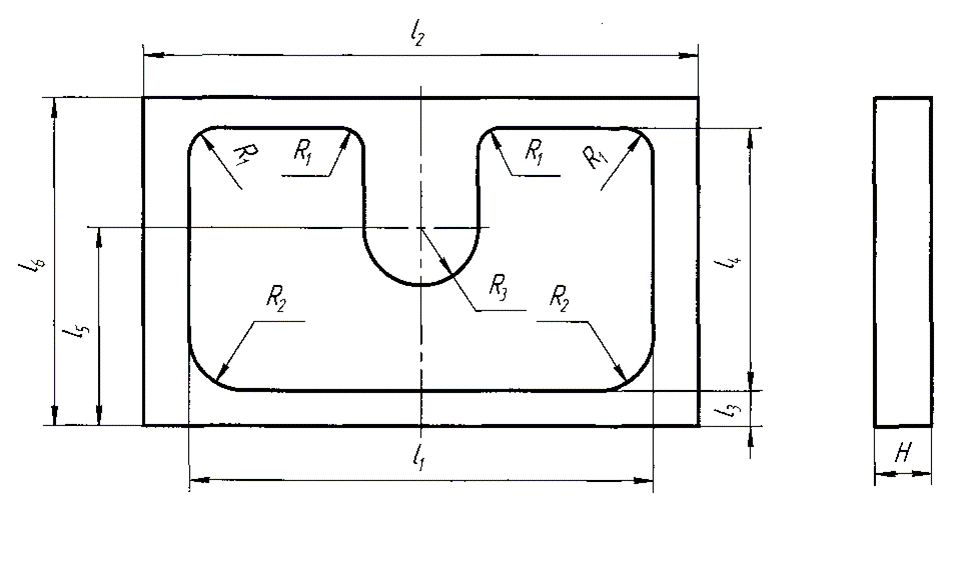 l₂
R₁
R₁
R₁
R₁
l₆
l₅
l₄
R₂
R₃
R₂
l₃
l₁
H